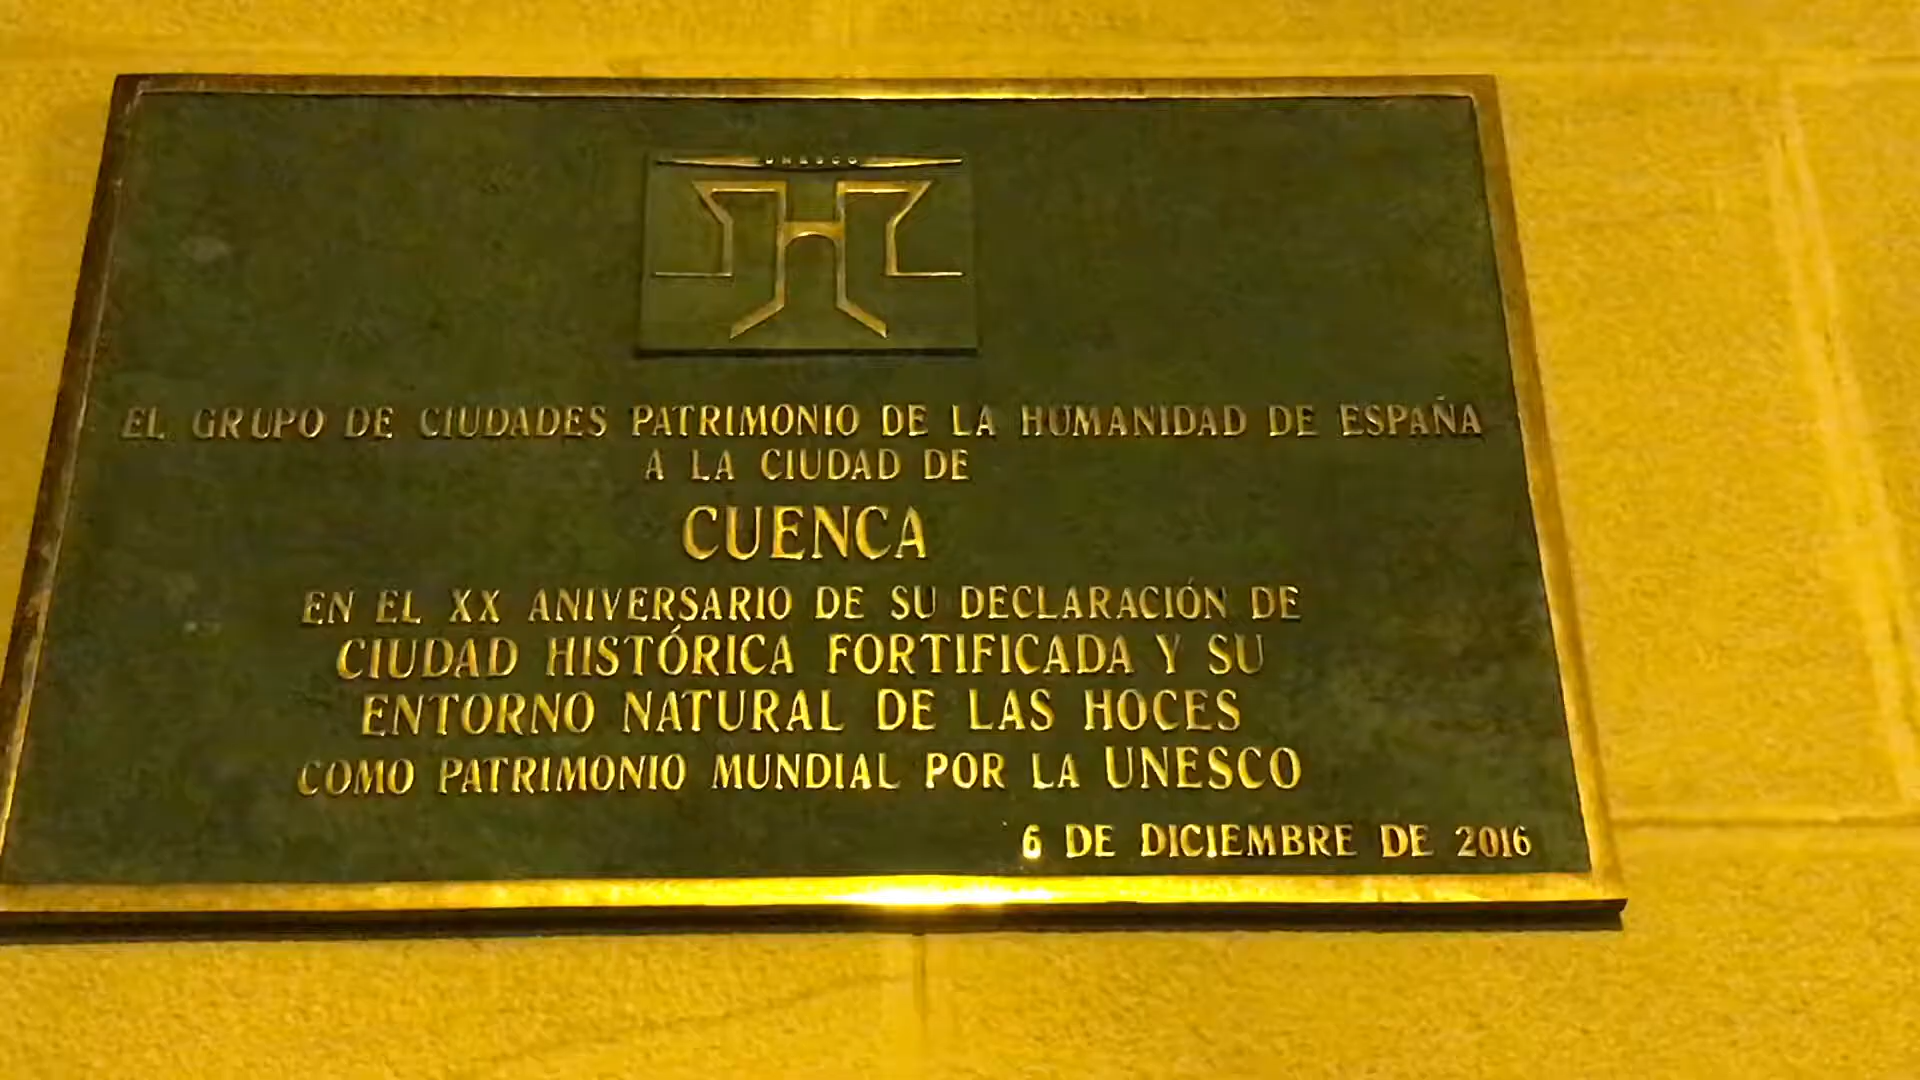 UNESCO
EL GRUPO DE CIUDADES PATRIMONIO DE LA HUMANIDAD DE ESPAÑA
A LA CIUDAD DE
CUENCA
EN EL XX ANIVERSARIO DE SU DECLARACIÓN DE
CIUDAD HISTÓRICA FORTIFICADA Y SU
ENTORNO NATURAL DE LAS HOCES
COMO PATRIMONIO MUNDIAL POR LA UNESCO
6 DE DICIEMBRE DE 2016